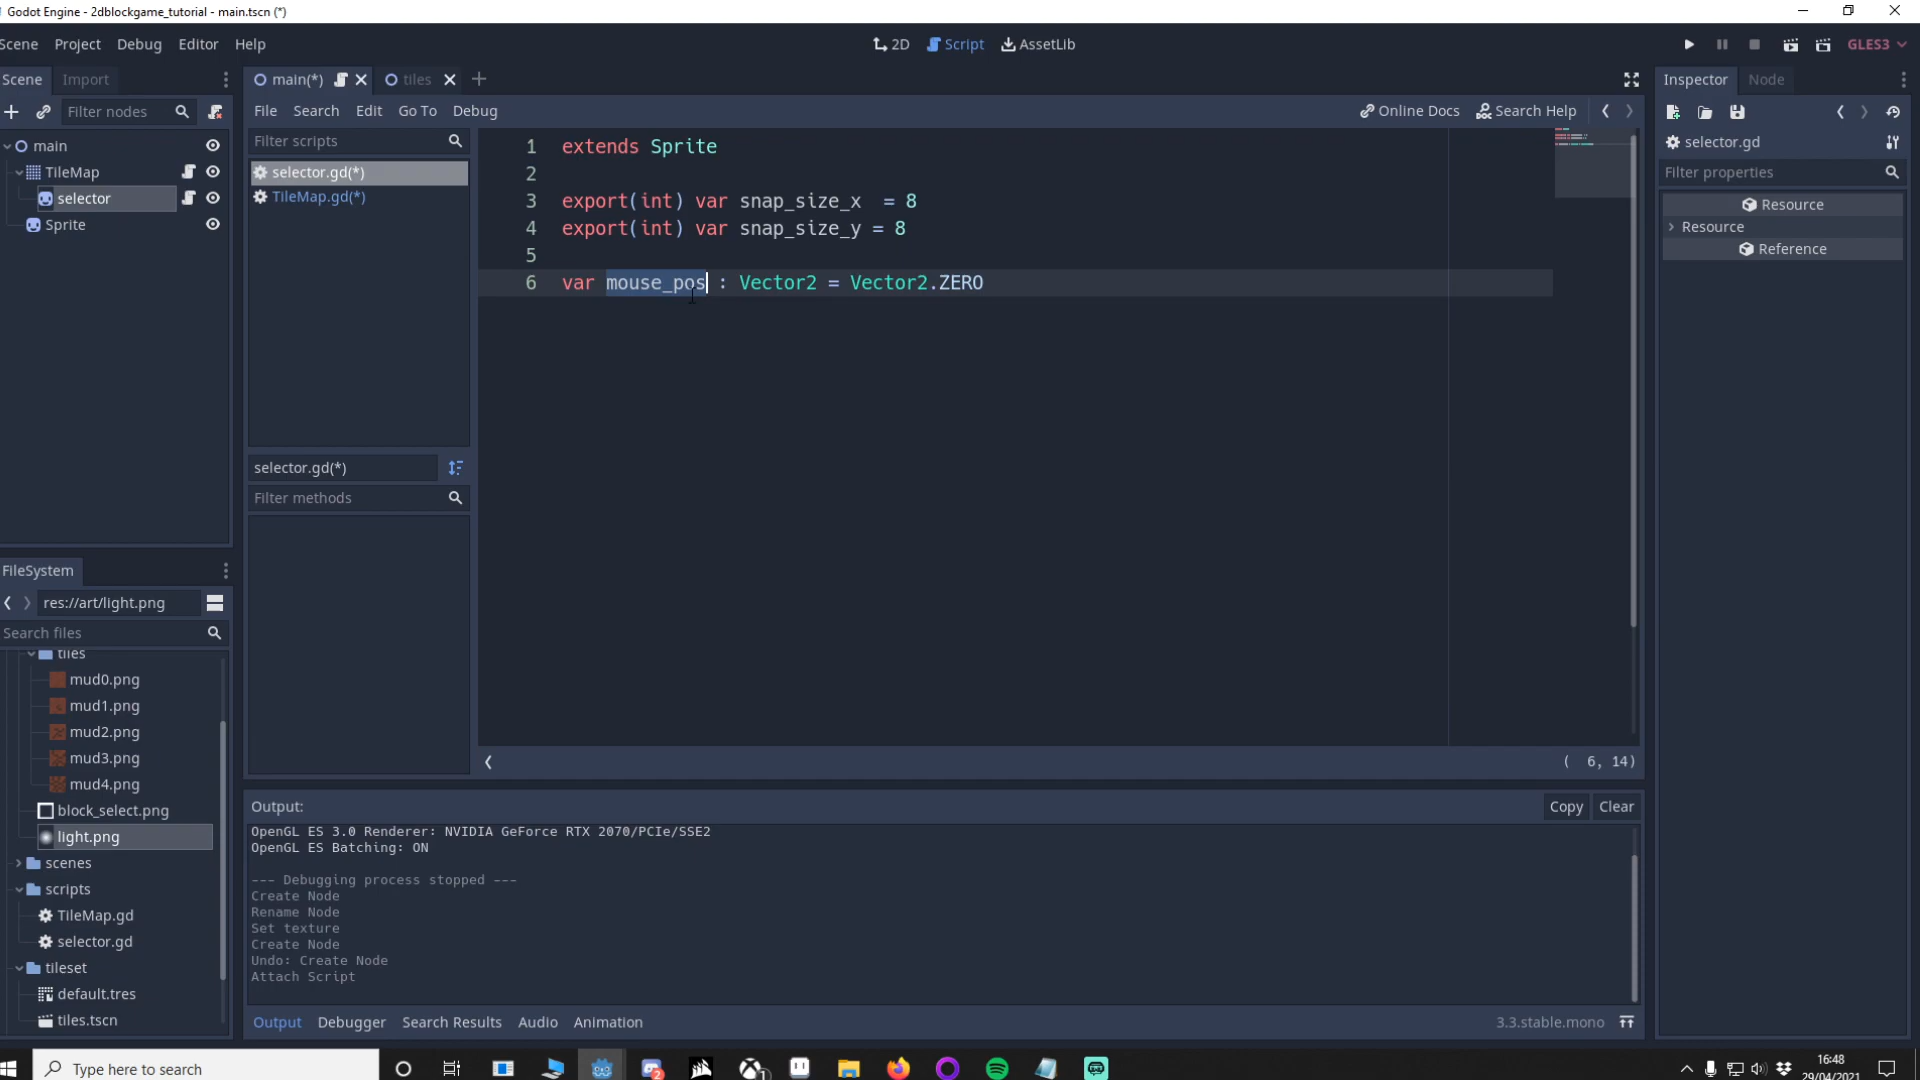 Godot Engine - 2dblockgame_tutorial - main.tscn (*)
Scene Project Debug Editor Help
2D Script AssetLib
GLES3
Scene Import
Filter nodes
main
TileMap
selector
Sprite
main(*) tiles
File Search Edit Go To Debug
Online Docs Search Help
Filter scripts
selector.gd(*)
TileMap.gd(*)
selector.gd(*)
Filter methods
1 extends Sprite
2
3 export(int) var snap_size_x = 8
4 export(int) var snap_size_y = 8
5
6 var mouse_pos : Vector2 = Vector2.ZERO
( 6, 14)
Inspector Node
selector.gd
Filter properties
Resource
Resource
Reference
FileSystem
res://art/light.png
Search files
tiles
mud0.png
mud1.png
mud2.png
mud3.png
mud4.png
block_select.png
light.png
scenes
scripts
TileMap.gd
selector.gd
tileset
default.tres
tiles.tscn
Output:
Copy Clear
OpenGL ES 3.0 Renderer: NVIDIA GeForce RTX 2070/PCIe/SSE2
OpenGL ES Batching: ON
--- Debugging process stopped ---
Create Node
Rename Node
Set texture
Create Node
Undo: Create Node
Attach Script
Output Debugger Search Results Audio Animation
3.3.stable.mono
Type here to search
16:48
29/04/2021